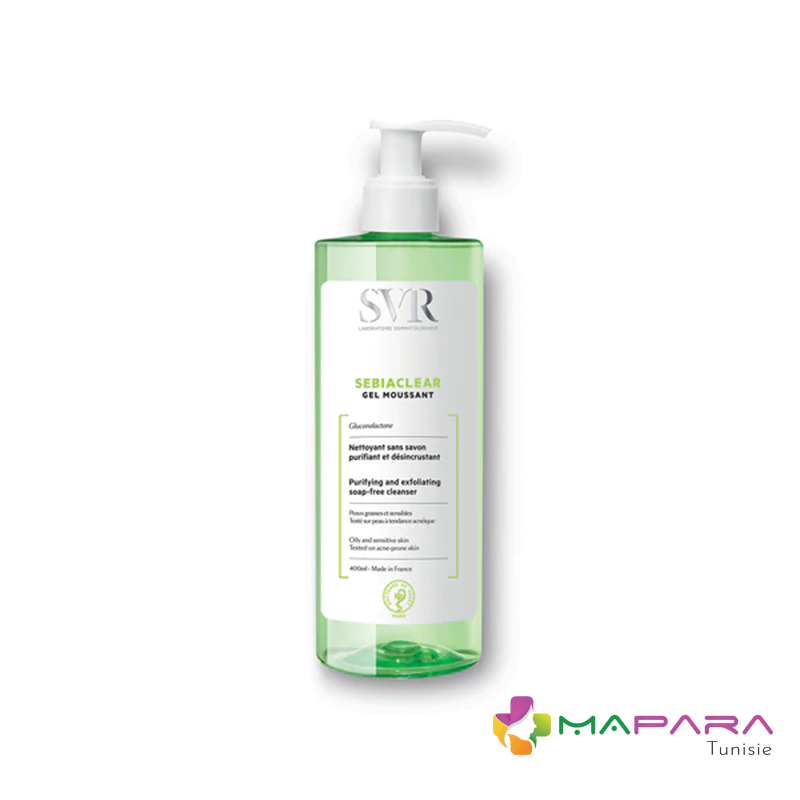 SVR
LABORATOIRE DERMATOLOGIQUE
SEBIACLEAR
GEL MOUSSANT
Gluconolactone
Nettoyant sans savon
purifiant et désincrustant
Purifying and exfoliating
soap-free cleanser
Peaux grasses et sensibles
Testé sur peau à tendance acnéique
Oily and sensitive skin
Tested on acne-prone skin
400ml - Made in France
PARIS
MAPARA
Tunisie